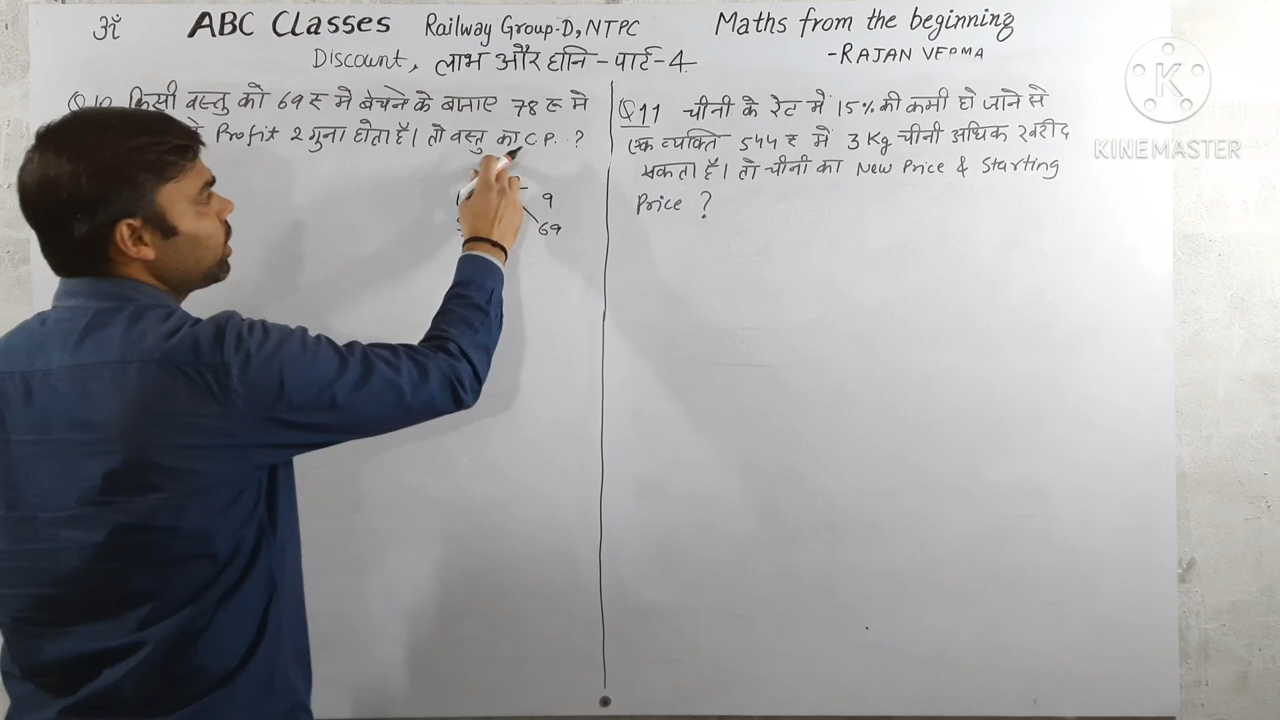 ॐ ABC Classes Railway Group-D, NTPC Maths from the beginning
Discount, लाभ और हानि - पार्ट-4
-RAJAN VERMA
Q 10 किसी वस्तु को 69 ₹ मे बेचने के बजाए 78 ₹ मे
Profit 2 गुना होता है। तो वस्तु का C.P. ?
9
69
Q 11 चीनी के रेट में 15% की कमी हो जाने से
एक व्यक्ति 544 ₹ में 3 Kg चीनी अधिक खरीद
सकता है। तो चीनी का New Price & Starting
Price ?
K
KINEMASTER